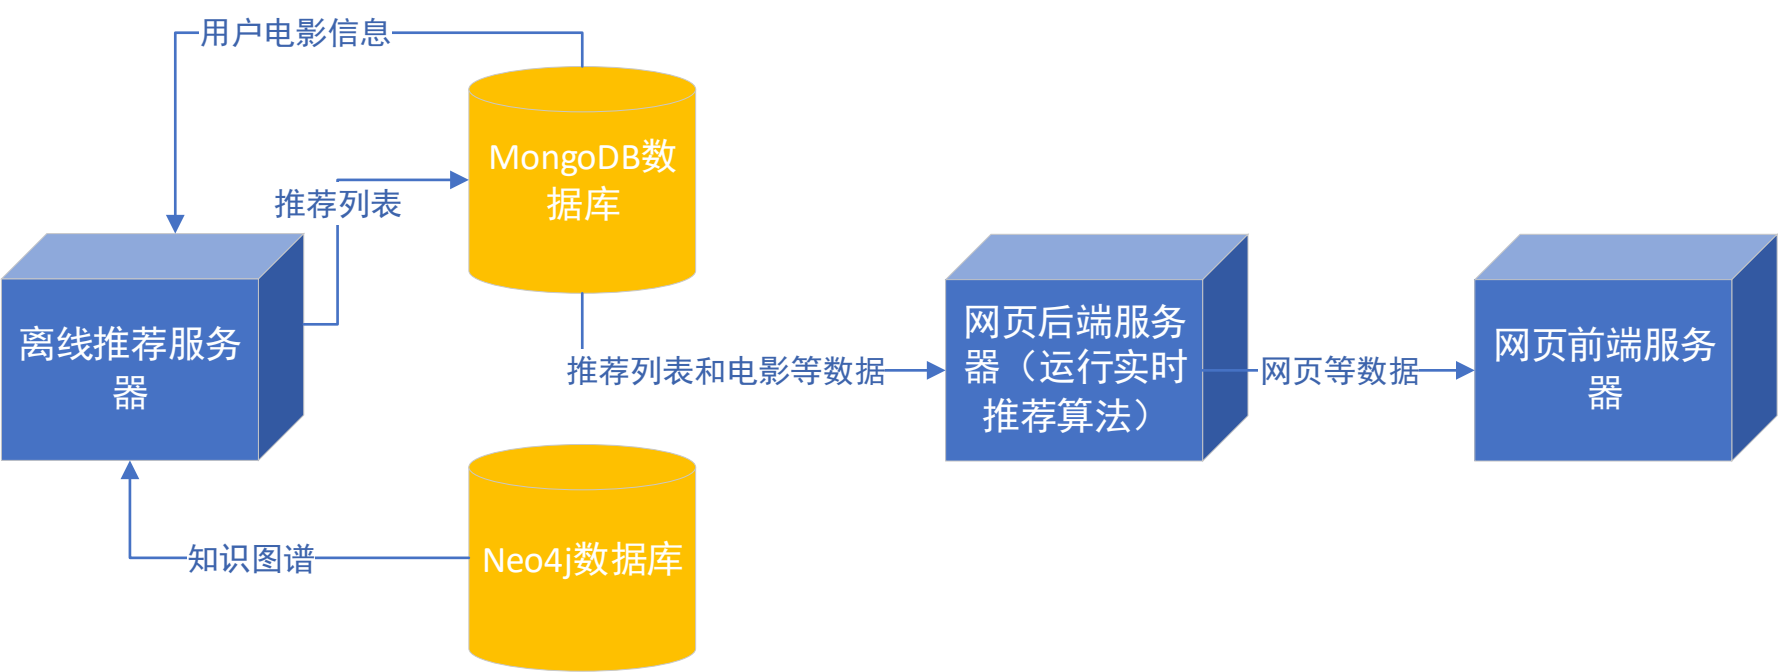 用户电影信息
MongoDB数
据库
推荐列表
离线推荐服务
器
网页后端服务
器（运行实时
推荐算法）
网页前端服务
器
推荐列表和电影等数据
网页等数据
Neo4j数据库
知识图谱